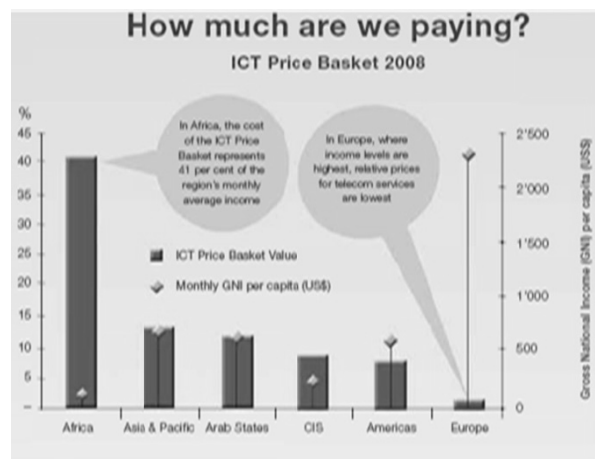 How much are we paying?
ICT Price Basket 2008
%
45
40
35
30
25
20
15
10
5
–
In Africa, the cost
of the ICT Price
Basket represents
41 per cent of the
region's monthly
average income
In Europe, where
income levels are
highest, relative prices
for telecom services
are lowest
ICT Price Basket Value
Monthly GNI per capita (US$)
2'500
2'000
1'500
1'000
500
0
Gross National Income (GNI) per capita (US$)
Africa
Asia & Pacific
Arab States
CIS
Americas
Europe